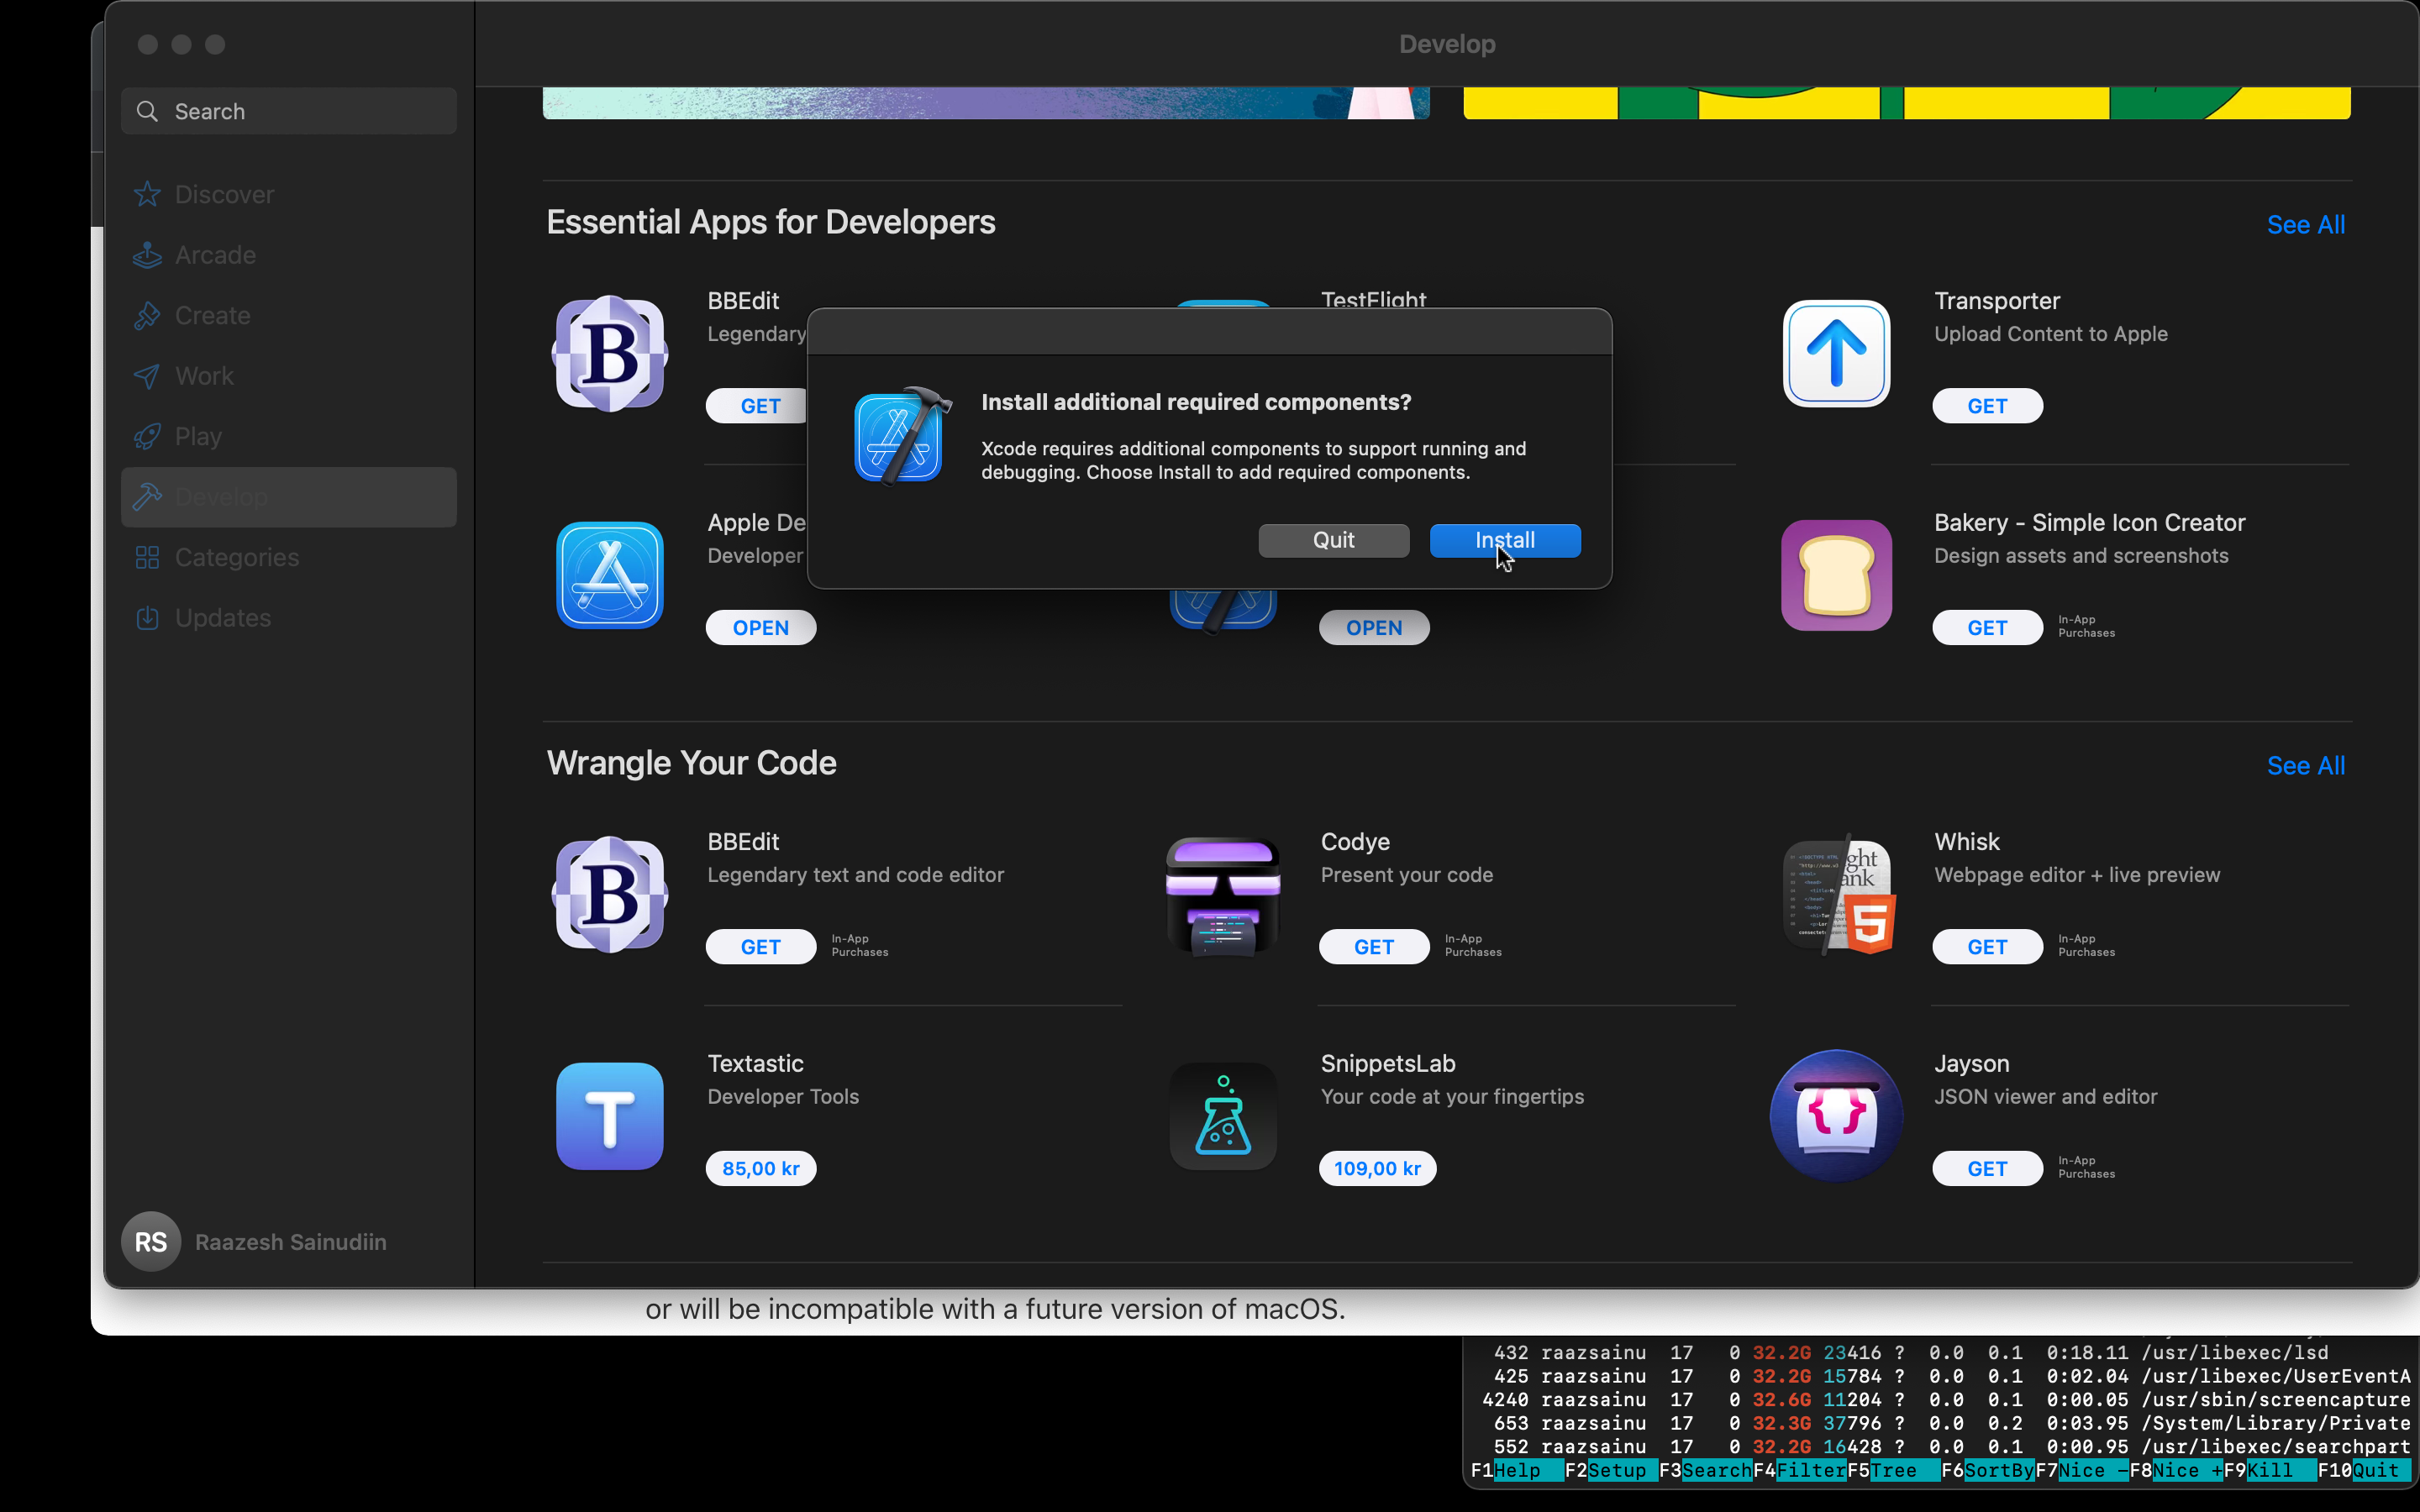 Develop
Search
Discover
Arcade
Create
Work
Play
Develop
Categories
Updates
RS
Raazesh Sainudiin
Essential Apps for Developers
See All
BBEdit
Legendary
GET
TestFlight
Transporter
Upload Content to Apple
GET
Install additional required components?
Xcode requires additional components to support running and
debugging. Choose Install to add required components.
Quit
Install
Apple De
Developer
OPEN
OPEN
Bakery - Simple Icon Creator
Design assets and screenshots
GET
In-App
Purchases
Wrangle Your Code
See All
BBEdit
Legendary text and code editor
GET
In-App
Purchases
Codye
Present your code
GET
In-App
Purchases
Whisk
Webpage editor + live preview
GET
In-App
Purchases
Textastic
Developer Tools
85,00 kr
SnippetsLab
Your code at your fingertips
109,00 kr
Jayson
JSON viewer and editor
GET
In-App
Purchases
or will be incompatible with a future version of macOS.
432 raazsainu 17 0 32.2G 23416 ? 0.0 0.1 0:18.11 /usr/libexec/lsd
425 raazsainu 17 0 32.2G 15784 ? 0.0 0.1 0:02.04 /usr/libexec/UserEventA
4240 raazsainu 17 0 32.6G 11204 ? 0.0 0.1 0:00.05 /usr/sbin/screencapture
653 raazsainu 17 0 32.3G 37796 ? 0.0 0.2 0:03.95 /System/Library/Private
552 raazsainu 17 0 32.2G 16428 ? 0.0 0.1 0:00.95 /usr/libexec/searchpart
F1Help F2Setup F3SearchF4FilterF5Tree F6SortByF7Nice -F8Nice +F9Kill F10Quit